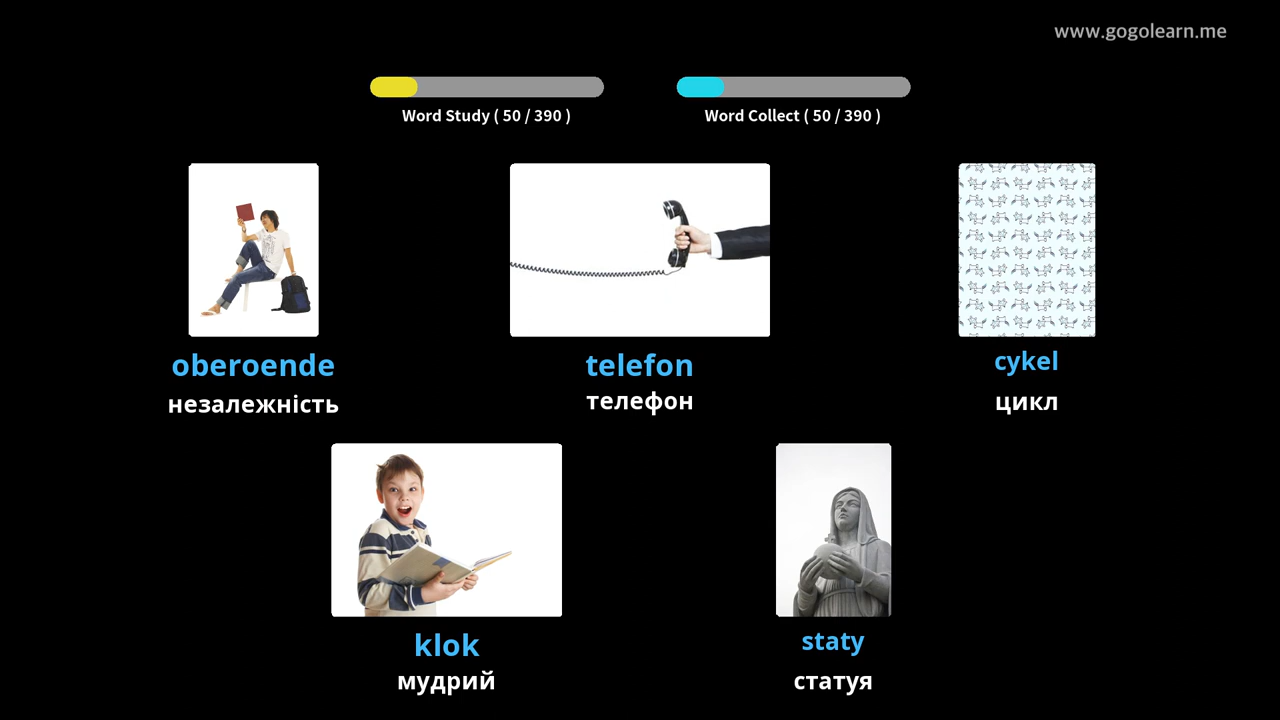 www.gogolearn.me
Word Study ( 50 / 390 )
Word Collect ( 50 / 390 )
oberoende
незалежність
telefon
телефон
cykel
цикл
klok
мудрий
staty
статуя